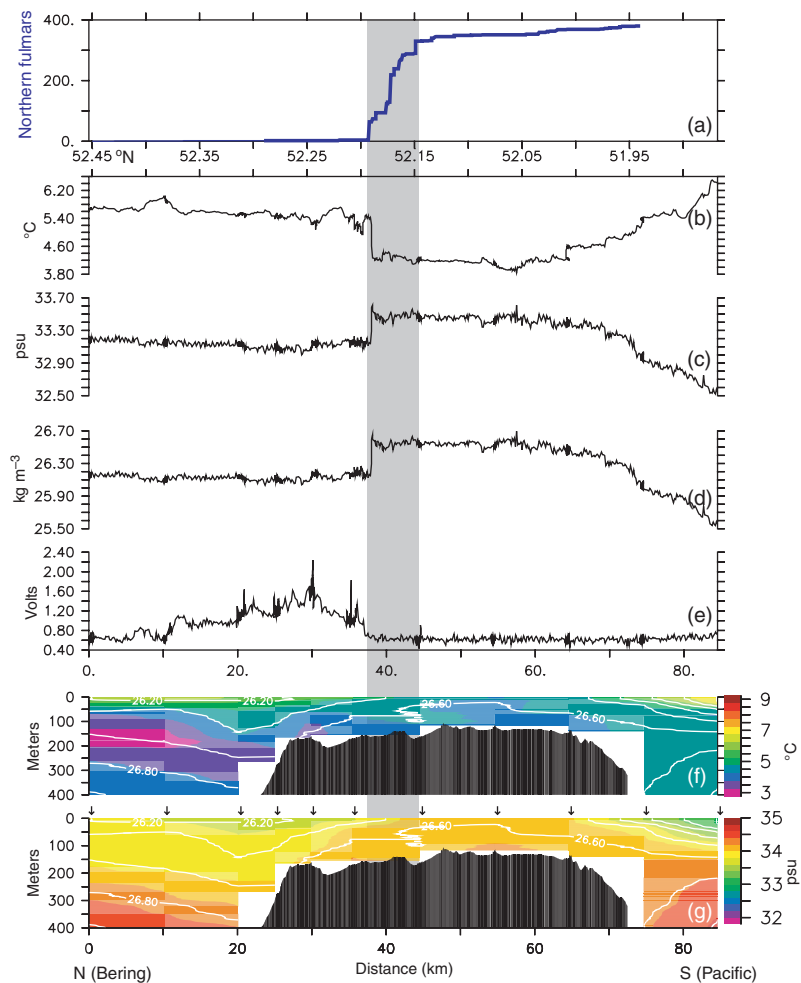 Northern fulmars
400.
200.
0.
(a)
52.45 °N 52.35 52.25 52.15 52.05 51.95
°C
6.20
5.40
4.60
3.80
(b)
psu
33.70
33.30
32.90
32.50
(c)
kg m–3
26.70
26.30
25.90
25.50
(d)
Volts
2.40
2.00
1.60
1.20
0.80
0.40
(e)
0. 20. 40. 60. 80.
Meters
0
100
200
300
400
26.20 26.20 26.60 26.60 26.80
(f)
9
7
5
3
°C
Meters
0
100
200
300
400
26.20 26.60 26.60 26.80
(g)
35
34
33
32
psu
0 20 40 60 80
N (Bering) Distance (km) S (Pacific)